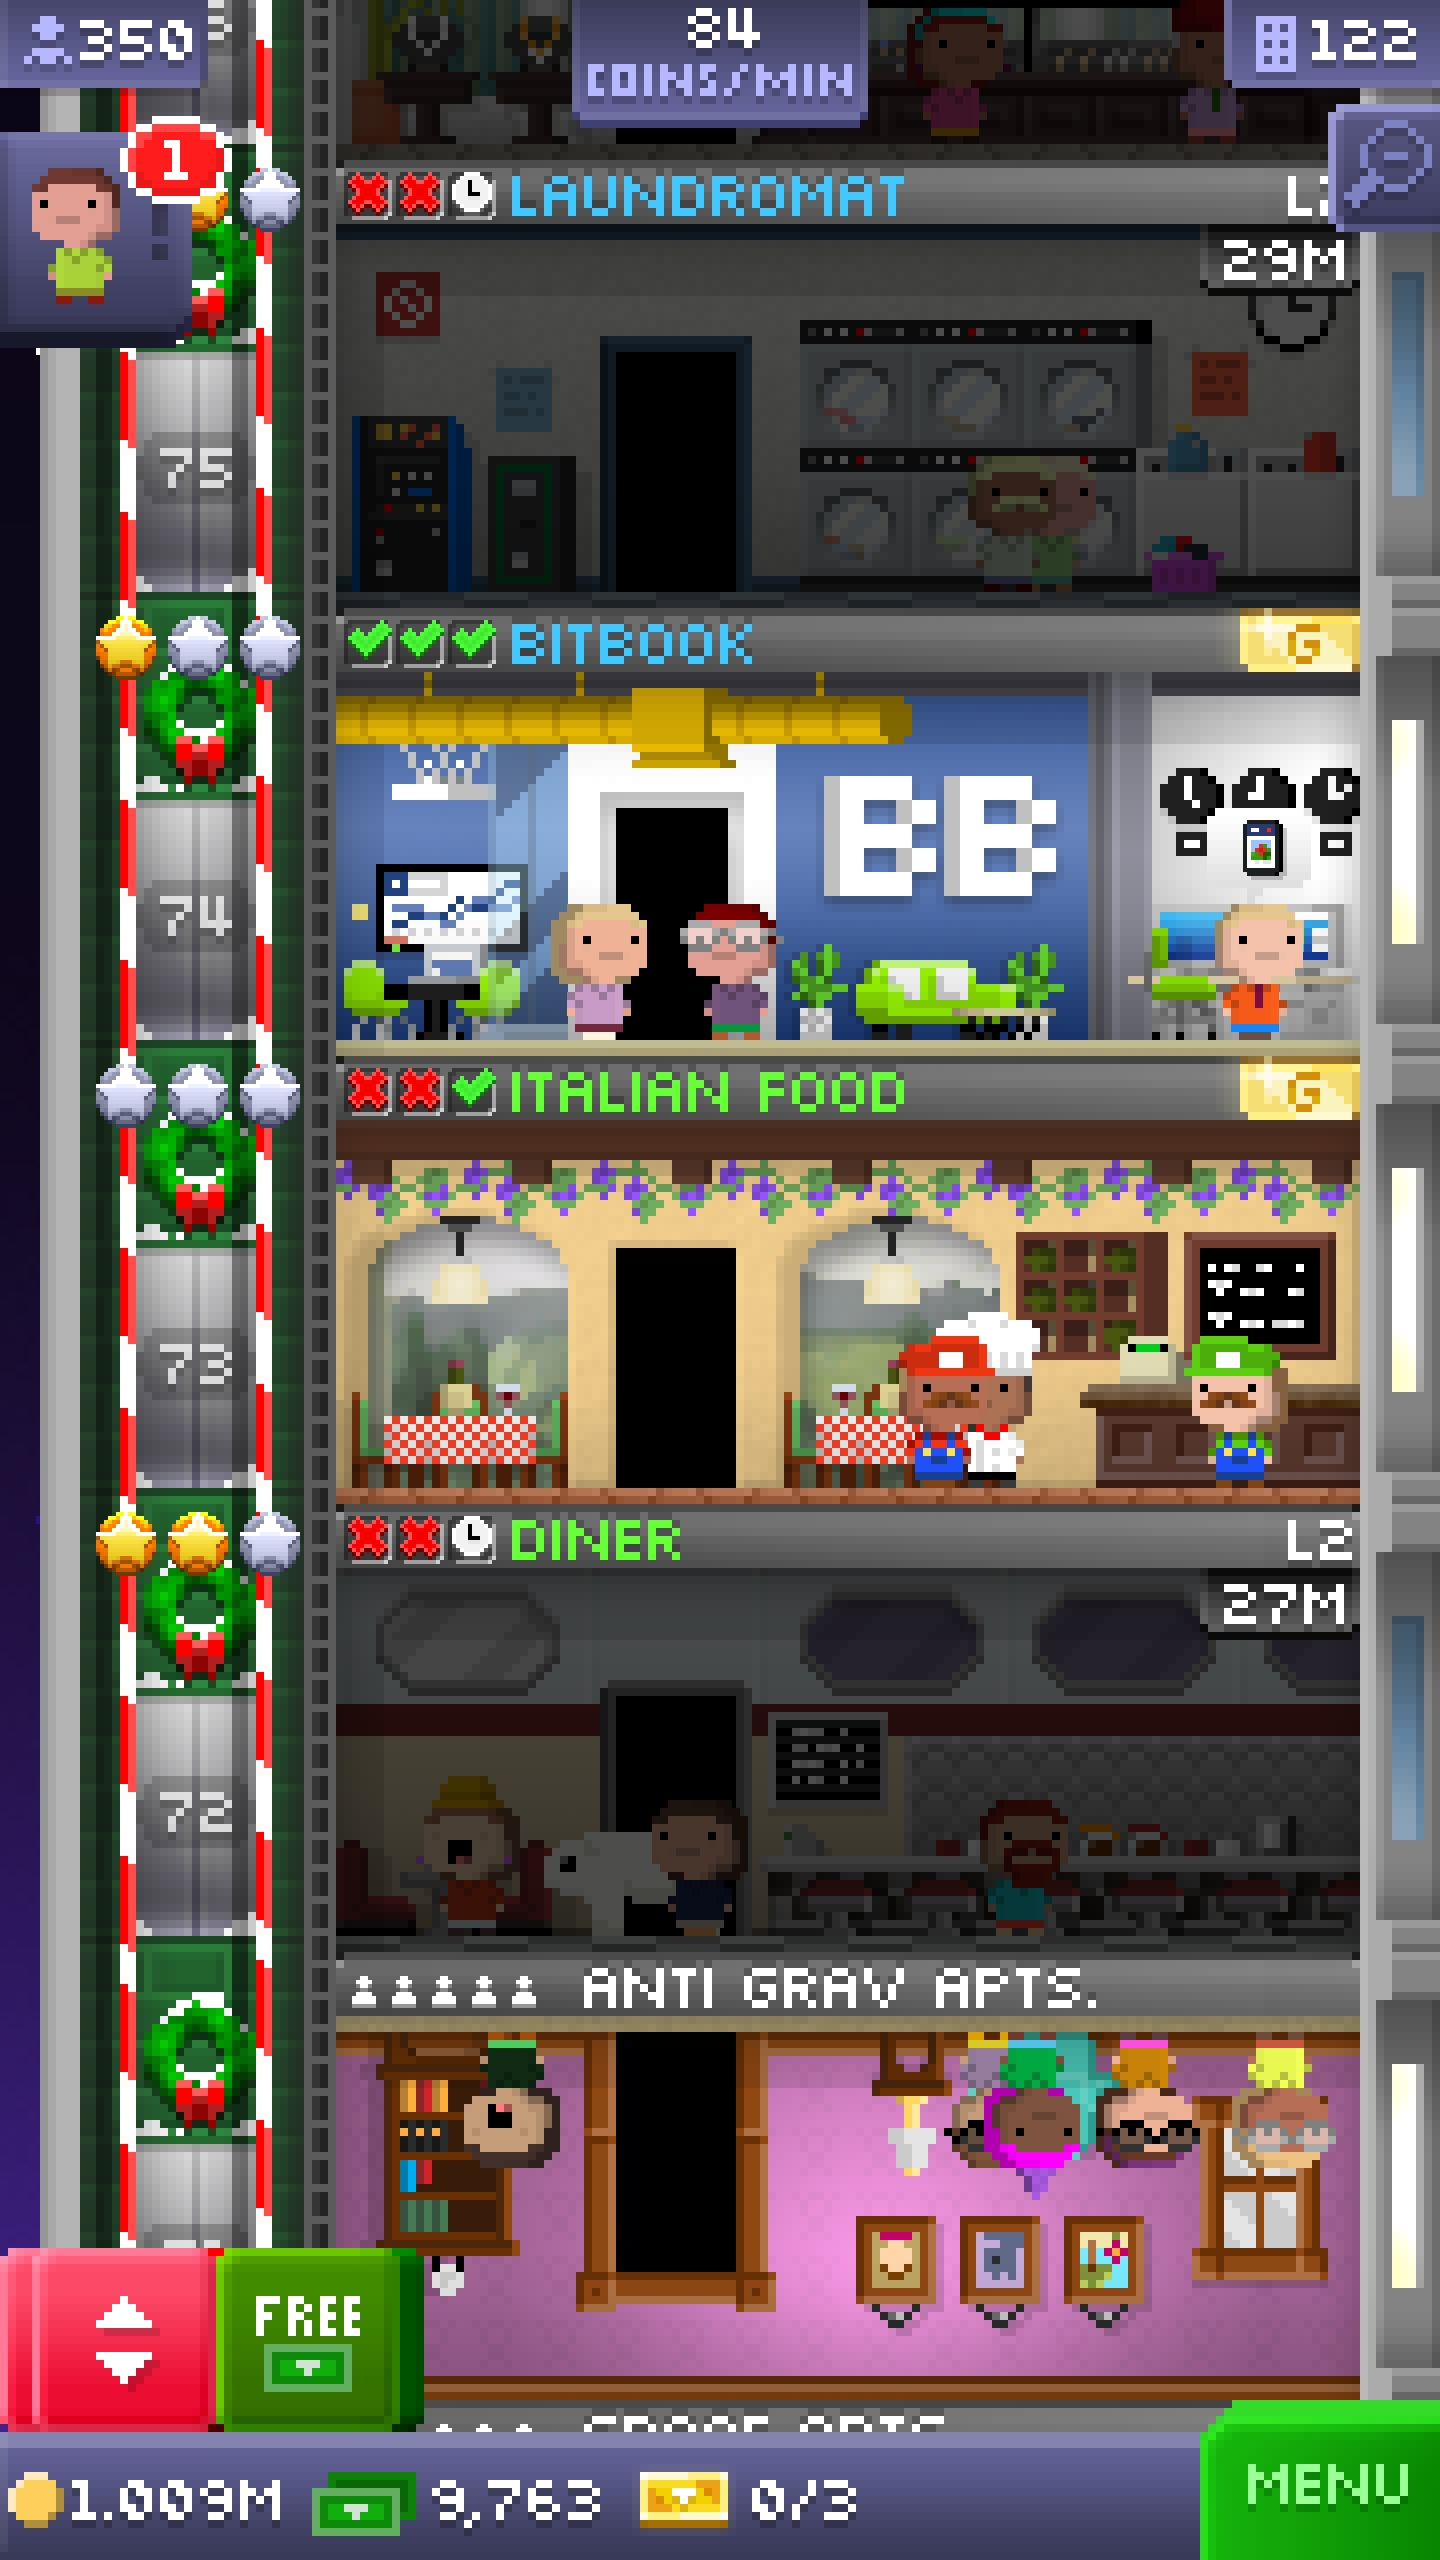 350
84
COINS/MIN
122
1
LAUNDROMAT
29M
75
BITBOOK
G
BB
74
ITALIAN FOOD
G
73
DINER
L2
27M
72
ANTI GRAV APTS.
FREE
1.009M
9,763
0/3
MENU